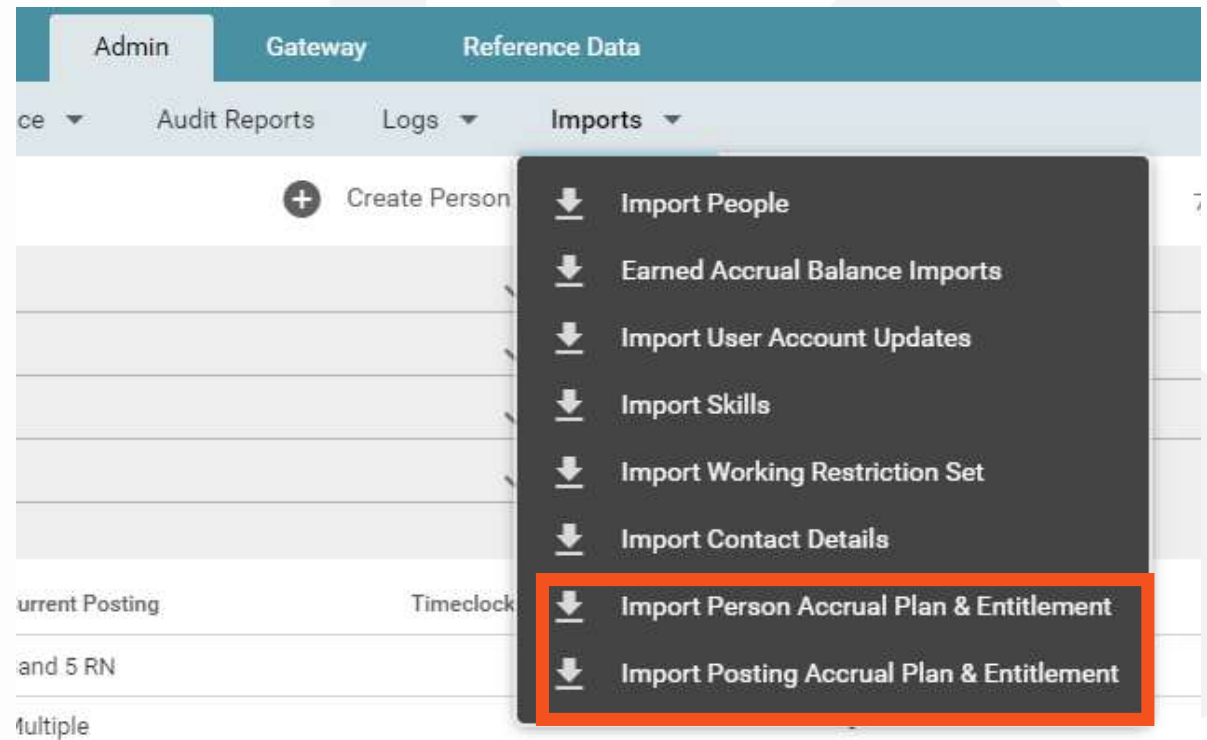 Admin Gateway Reference Data
ce Audit Reports Logs Imports
Create Person
Import People
Earned Accrual Balance Imports
Import User Account Updates
Import Skills
Import Working Restriction Set
Import Contact Details
urrent Posting Timeclock
Import Person Accrual Plan & Entitlement
and 5 RN
Import Posting Accrual Plan & Entitlement
Multiple